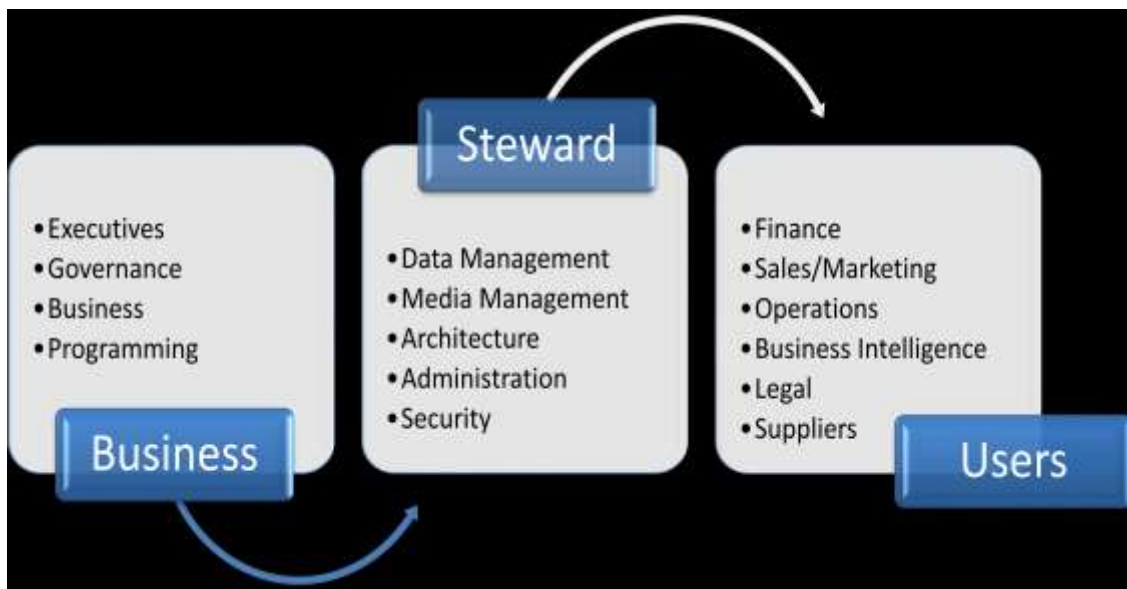 •Executives
•Governance
•Business
•Programming
Business
Steward
•Data Management
•Media Management
•Architecture
•Administration
•Security
•Finance
•Sales/Marketing
•Operations
•Business Intelligence
•Legal
•Suppliers
Users